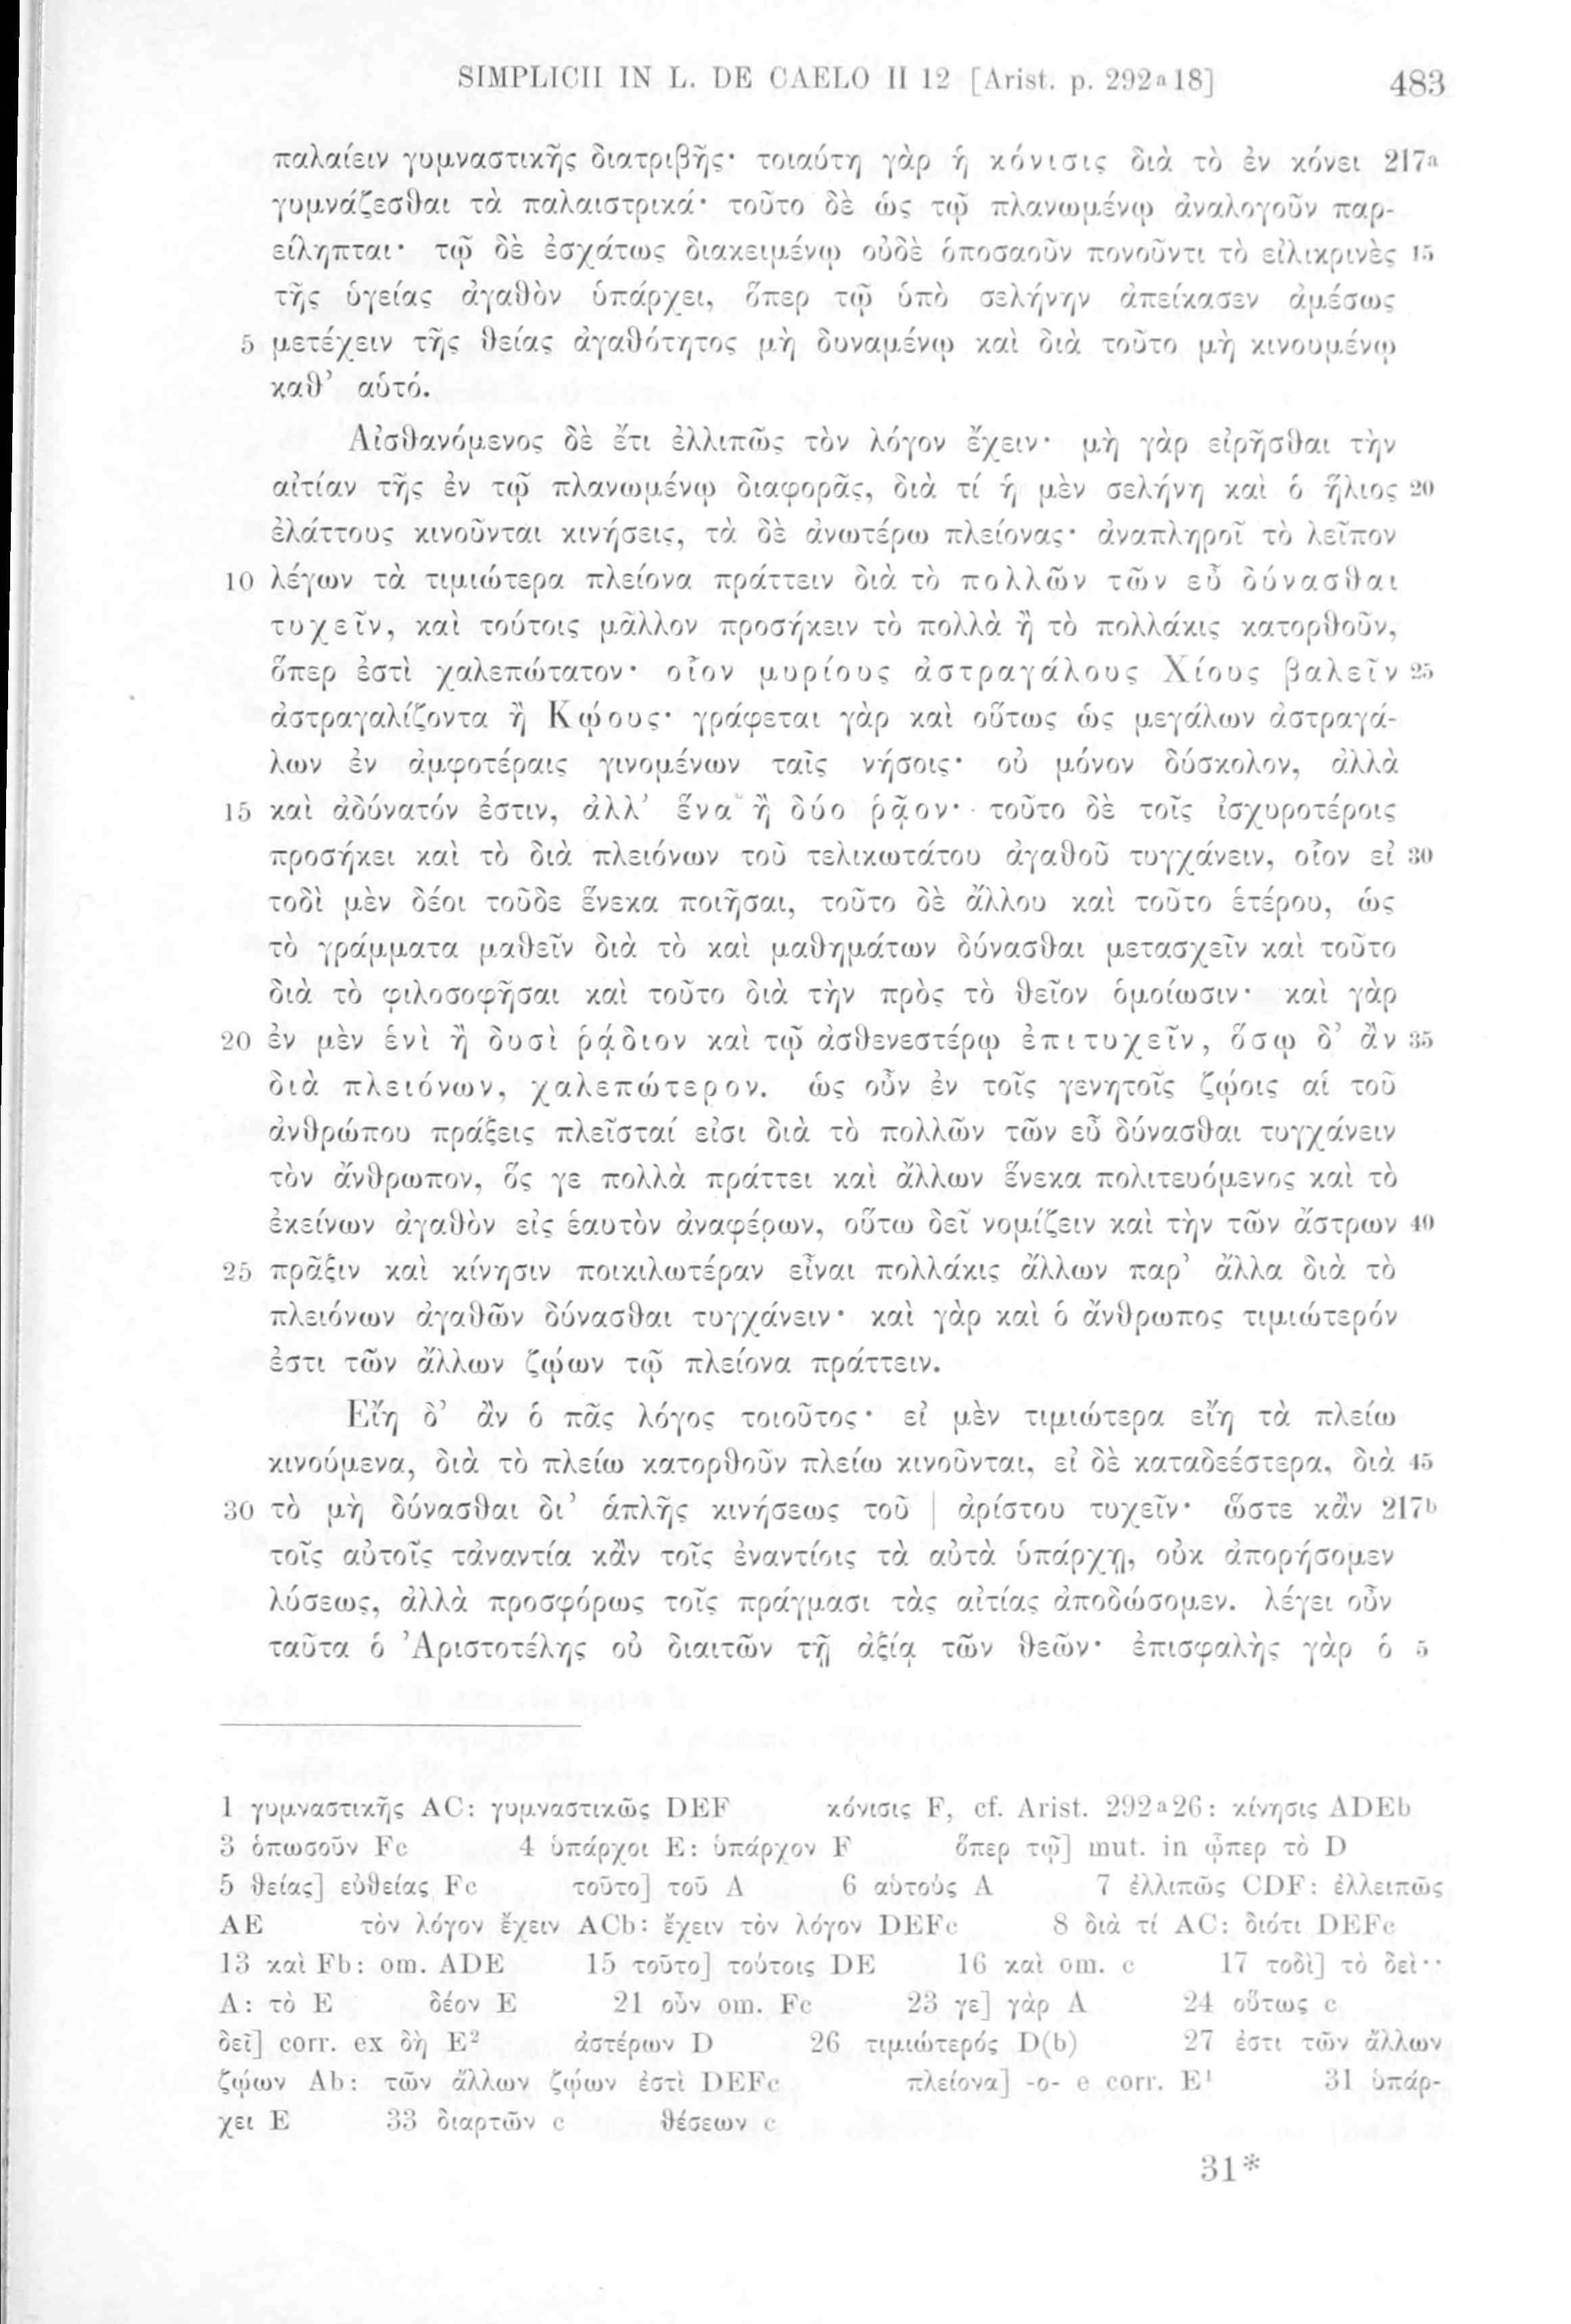 SIMPLICII IN L. DE CAELO II 12 [Arist. p. 292a18] 483
παλαίειν γυμναστικῆς διατριβῆς· τοιαύτη γὰρ ἡ κόνισις διὰ τὸ ἐν κόνει 217a
γυμνάζεσθαι τὰ παλαιστρικά· τοῦτο δὲ ὡς τῷ πλανωμένῳ ἀναλογοῦν παρ-
είληπται· τῷ δὲ ἐσχάτως διακειμένῳ οὐδὲ ὁποσαοῦν πονοῦντι τὸ εἰλικρινὲς 15
τῆς ὑγείας ἀγαθὸν ὑπάρχει, ὅπερ τῷ ὑπὸ σελήνην ἀπείκασεν ἀμέσως
5 μετέχειν τῆς θείας ἀγαθότητος μὴ δυναμένῳ καὶ διὰ τοῦτο μὴ κινουμένῳ
καθ’ αὑτό.
Αἰσθανόμενος δὲ ἔτι ἐλλιπῶς τὸν λόγον ἔχειν· μὴ γὰρ εἰρῆσθαι τὴν
αἰτίαν τῆς ἐν τῷ πλανωμένῳ διαφορᾶς, διὰ τί ἡ μὲν σελήνη καὶ ὁ ἥλιος 20
ἐλάττους κινοῦνται κινήσεις, τὰ δὲ ἀνωτέρω πλείονας· ἀναπληροῖ τὸ λεῖπον
10 λέγων τὰ τιμιώτερα πλείονα πράττειν διὰ τὸ πολλῶν τῶν εὖ δύνασθαι
τυχεῖν, καὶ τούτοις μᾶλλον προσήκειν τὸ πολλὰ ἢ τὸ πολλάκις κατορθοῦν,
ὅπερ ἐστὶ χαλεπώτατον· οἷον μυρίους ἀστραγάλους Χίους βαλεῖν 25
ἀστραγαλίζοντα ἢ Κῴους· γράφεται γὰρ καὶ οὕτως ὡς μεγάλων ἀστραγά-
λων ἐν ἀμφοτέραις γινομένων ταῖς νήσοις· οὐ μόνον δύσκολον, ἀλλὰ
15 καὶ ἀδύνατόν ἐστιν, ἀλλ’ ἕνα ἢ δύο ῥᾷον· τοῦτο δὲ τοῖς ἰσχυροτέροις
προσήκει καὶ τὸ διὰ πλειόνων τοῦ τελικωτάτου ἀγαθοῦ τυγχάνειν, οἷον εἰ 30
τοδὶ μὲν δέοι τοῦδε ἕνεκα ποιῆσαι, τοῦτο δὲ ἄλλου καὶ τοῦτο ἑτέρου, ὡς
τὸ γράμματα μαθεῖν διὰ τὸ καὶ μαθημάτων δύνασθαι μετασχεῖν καὶ τοῦτο
διὰ τὸ φιλοσοφῆσαι καὶ τοῦτο διὰ τὴν πρὸς τὸ θεῖον ὁμοίωσιν· καὶ γὰρ
20 ἐν μὲν ἑνὶ ἢ δυσὶ ῥᾴδιον καὶ τῷ ἀσθενεστέρῳ ἐπιτυχεῖν, ὅσῳ δ’ ἂν 35
διὰ πλειόνων, χαλεπώτερον. ὡς οὖν ἐν τοῖς γενητοῖς ζῴοις αἱ τοῦ
ἀνθρώπου πράξεις πλεῖσταί εἰσι διὰ τὸ πολλῶν τῶν εὖ δύνασθαι τυγχάνειν
τὸν ἄνθρωπον, ὅς γε πολλὰ πράττει καὶ ἄλλων ἕνεκα πολιτευόμενος καὶ τὸ
ἐκείνων ἀγαθὸν εἰς ἑαυτὸν ἀναφέρων, οὕτω δεῖ νομίζειν καὶ τὴν τῶν ἄστρων 40
25 πρᾶξιν καὶ κίνησιν ποικιλωτέραν εἶναι πολλάκις ἄλλων παρ’ ἄλλα διὰ τὸ
πλειόνων ἀγαθῶν δύνασθαι τυγχάνειν· καὶ γὰρ καὶ ὁ ἄνθρωπος τιμιώτερόν
ἐστι τῶν ἄλλων ζῴων τῷ πλείονα πράττειν.
Εἴη δ’ ἂν ὁ πᾶς λόγος τοιοῦτος· εἰ μὲν τιμιώτερα εἴη τὰ πλείω
κινούμενα, διὰ τὸ πλείω κατορθοῦν πλείω κινοῦνται, εἰ δὲ καταδεέστερα, διὰ 45
30 τὸ μὴ δύνασθαι δι’ ἁπλῆς κινήσεως τοῦ | ἀρίστου τυχεῖν· ὥστε κἂν 217b
τοῖς αὐτοῖς τἀναντία κἂν τοῖς ἐναντίοις τὰ αὐτὰ ὑπάρχῃ, οὐκ ἀπορήσομεν
λύσεως, ἀλλὰ προσφόρως τοῖς πράγμασι τὰς αἰτίας ἀποδώσομεν. λέγει οὖν
ταῦτα ὁ Ἀριστοτέλης οὐ διαιτῶν τῇ ἀξίᾳ τῶν θεῶν· ἐπισφαλὴς γὰρ ὁ 5
1 γυμναστικῆς AC: γυμναστικῶς DEF κόνισις F, cf. Arist. 292a26: κίνησις ADEb
3 ὁπωσοῦν Fc 4 ὑπάρχοι E: ὑπάρχον F ὅπερ τῷ] mut. in ᾧπερ τὸ D
5 θείας] εὐθείας Fc τοῦτο] τοῦ A 6 αὑτούς A 7 ἐλλιπῶς CDF: ἐλλειπῶς
AE τὸν λόγον ἔχειν ACb: ἔχειν τὸν λόγον DEFc 8 διὰ τί AC: διότι DEFc
13 καὶ Fb: om. ADE 15 τοῦτο] τούτοις DE 16 καὶ om. c 17 τοδὶ] τὸ δεὶ··
A: τὸ E δέον E 21 οὖν om. Fc 23 γε] γὰρ A 24 οὕτως c
δεῖ] corr. ex δὴ E² ἀστέρων D 26 τιμιώτερός D(b) 27 ἐστι τῶν ἄλλων
ζῴων Ab: τῶν ἄλλων ζῴων ἐστὶ DEFc πλείονα] -ο- e corr. E¹ 31 ὑπάρ-
χει E 33 διαρτῶν c θέσεων c
31*